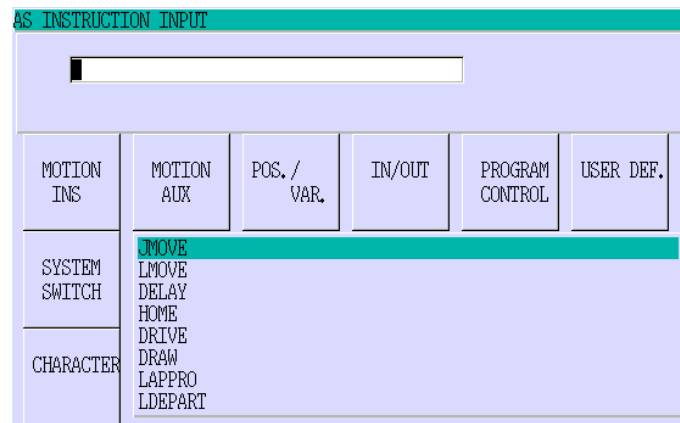 AS INSTRUCTION INPUT
MOTION
INS
MOTION
AUX
POS./
VAR.
IN/OUT
PROGRAM
CONTROL
USER DEF.
SYSTEM
SWITCH
CHARACTER
JMOVE
LMOVE
DELAY
HOME
DRIVE
DRAW
LAPPRO
LDEPART